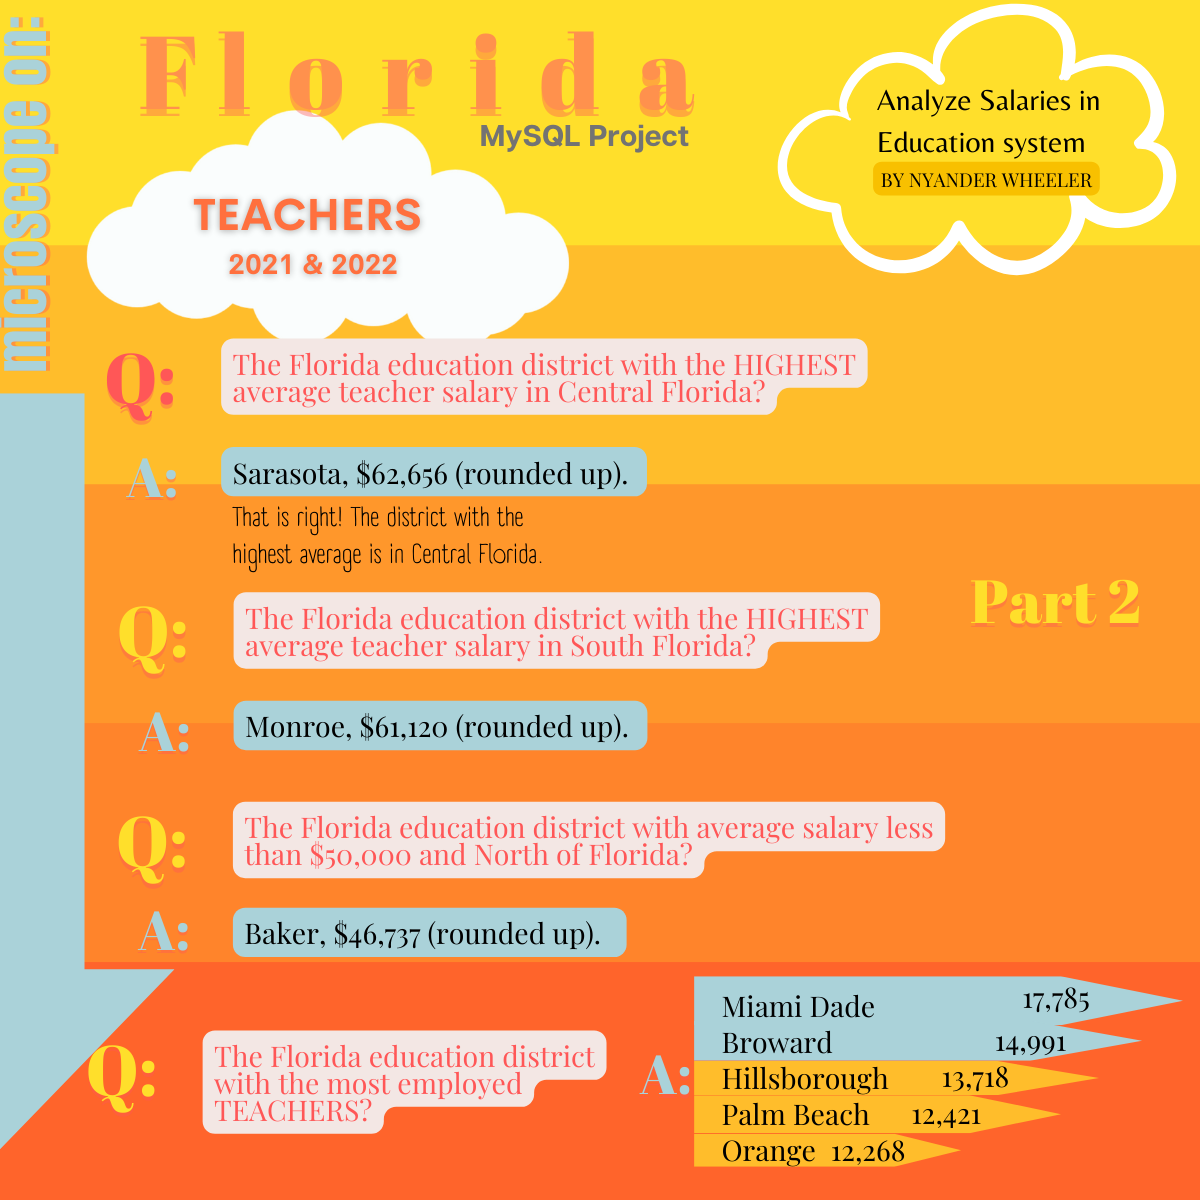 microscope on:
Florida
MySQL Project
Analyze Salaries in
Education system
BY NYANDER WHEELER
TEACHERS
2021 & 2022
Q:
The Florida education district with the HIGHEST
average teacher salary in Central Florida?
A:
Sarasota, $62,656 (rounded up).
That is right! The district with the
highest average is in Central Florida.
Part 2
Q:
The Florida education district with the HIGHEST
average teacher salary in South Florida?
A:
Monroe, $61,120 (rounded up).
Q:
The Florida education district with average salary less
than $50,000 and North of Florida?
A:
Baker, $46,737 (rounded up).
Q:
The Florida education district
with the most employed
TEACHERS?
A:
Miami Dade 17,785
Broward 14,991
Hillsborough 13,718
Palm Beach 12,421
Orange 12,268